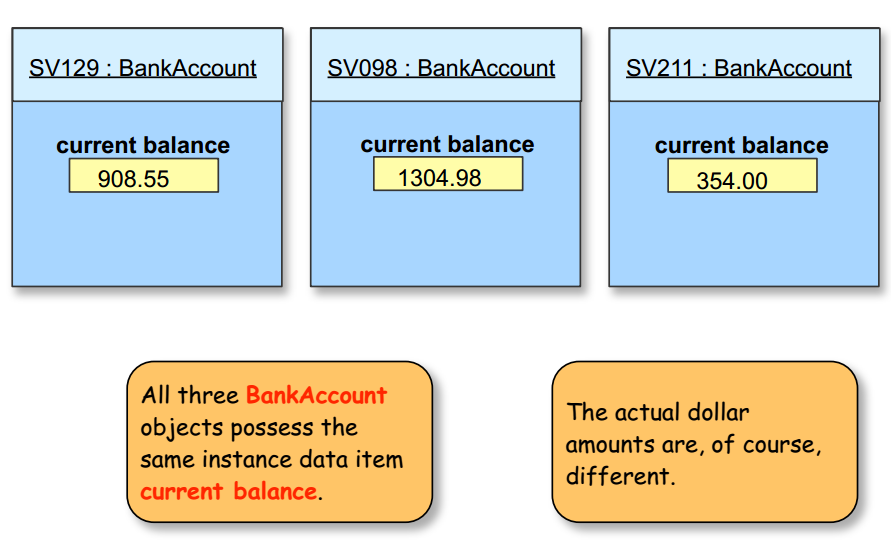 SV129 : BankAccount
SV098 : BankAccount
SV211 : BankAccount
current balance
908.55
current balance
1304.98
current balance
354.00
All three BankAccount
objects possess the
same instance data item
current balance.
The actual dollar
amounts are, of course,
different.